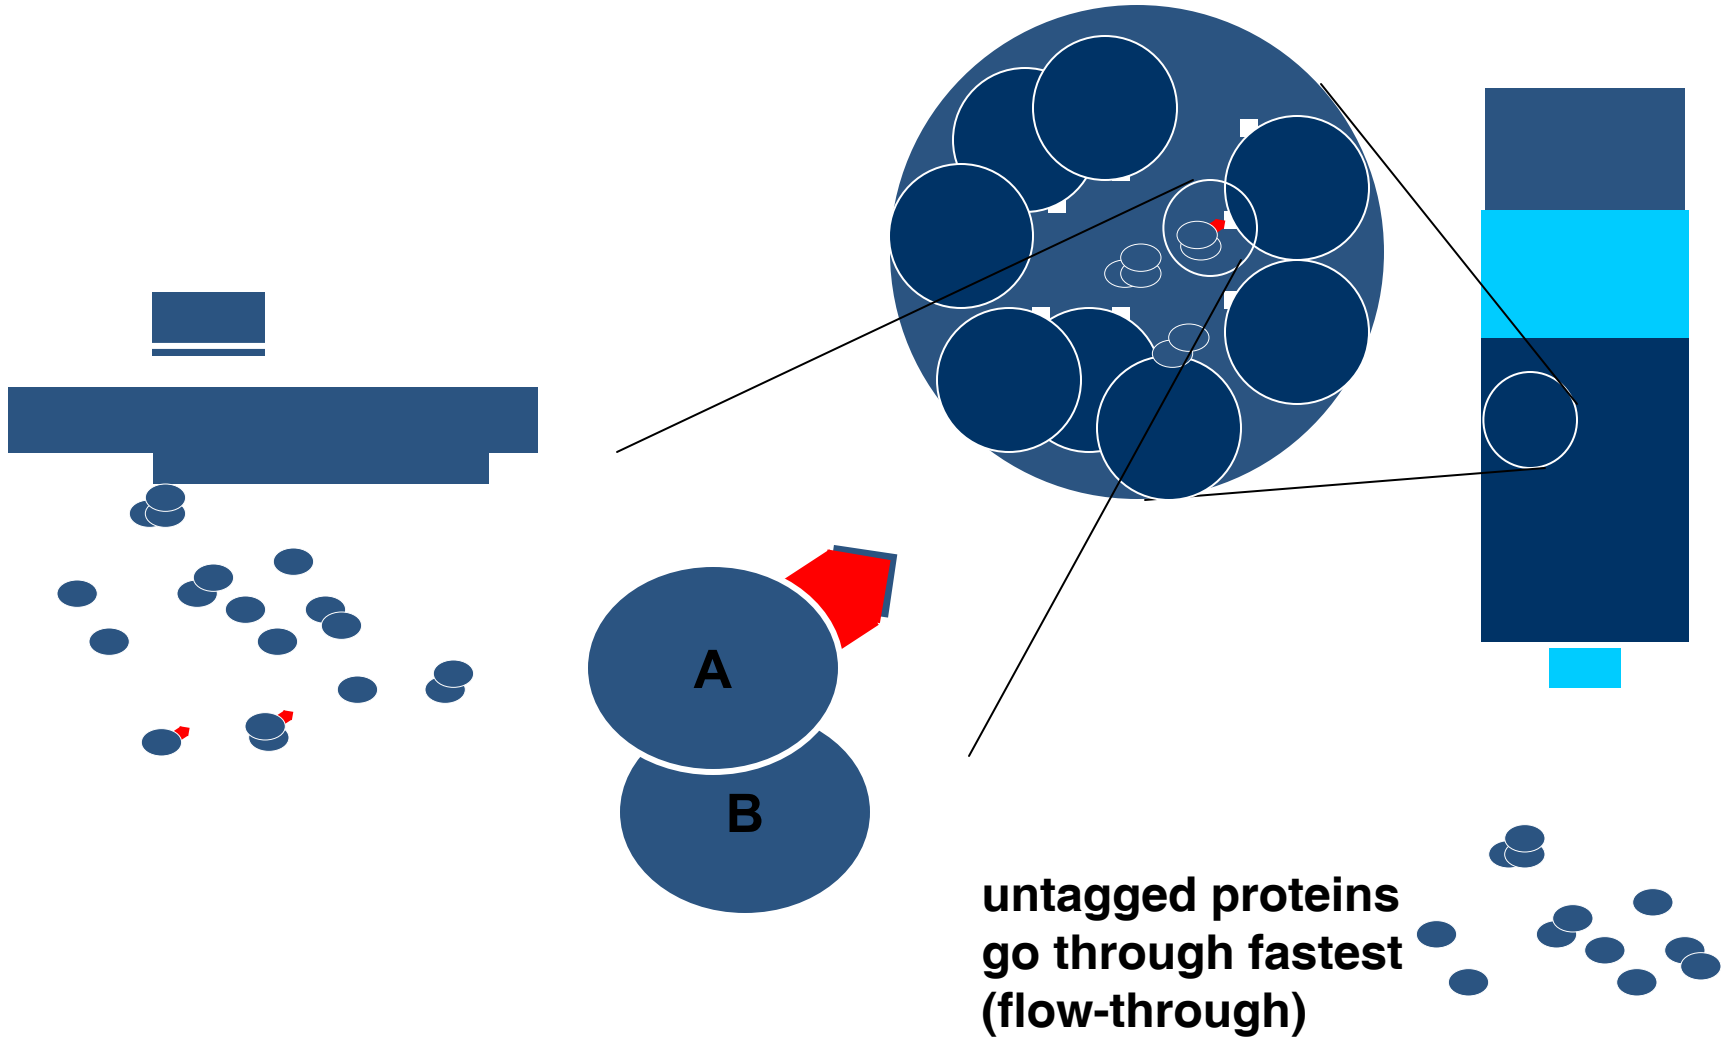 A
B
untagged proteins
go through fastest
(flow-through)